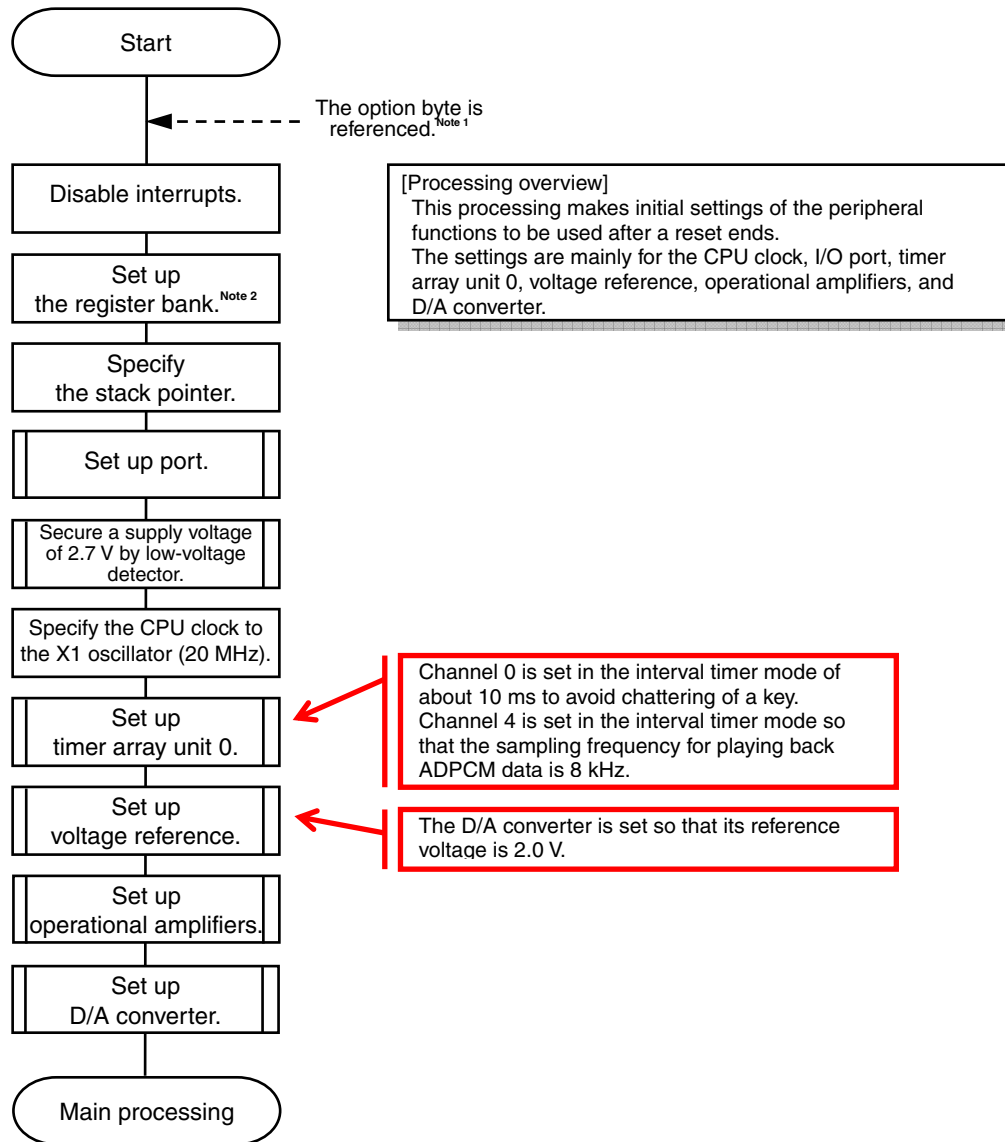 Start
The option byte is
referenced.Note 1
Disable interrupts.
[Processing overview]
This processing makes initial settings of the peripheral
functions to be used after a reset ends.
The settings are mainly for the CPU clock, I/O port, timer
array unit 0, voltage reference, operational amplifiers, and
D/A converter.
Set up
the register bank.Note 2
Specify
the stack pointer.
Set up port.
Secure a supply voltage
of 2.7 V by low-voltage
detector.
Specify the CPU clock to
the X1 oscillator (20 MHz).
Set up
timer array unit 0.
Channel 0 is set in the interval timer mode of
about 10 ms to avoid chattering of a key.
Channel 4 is set in the interval timer mode so
that the sampling frequency for playing back
ADPCM data is 8 kHz.
Set up
voltage reference.
The D/A converter is set so that its reference
voltage is 2.0 V.
Set up
operational amplifiers.
Set up
D/A converter.
Main processing